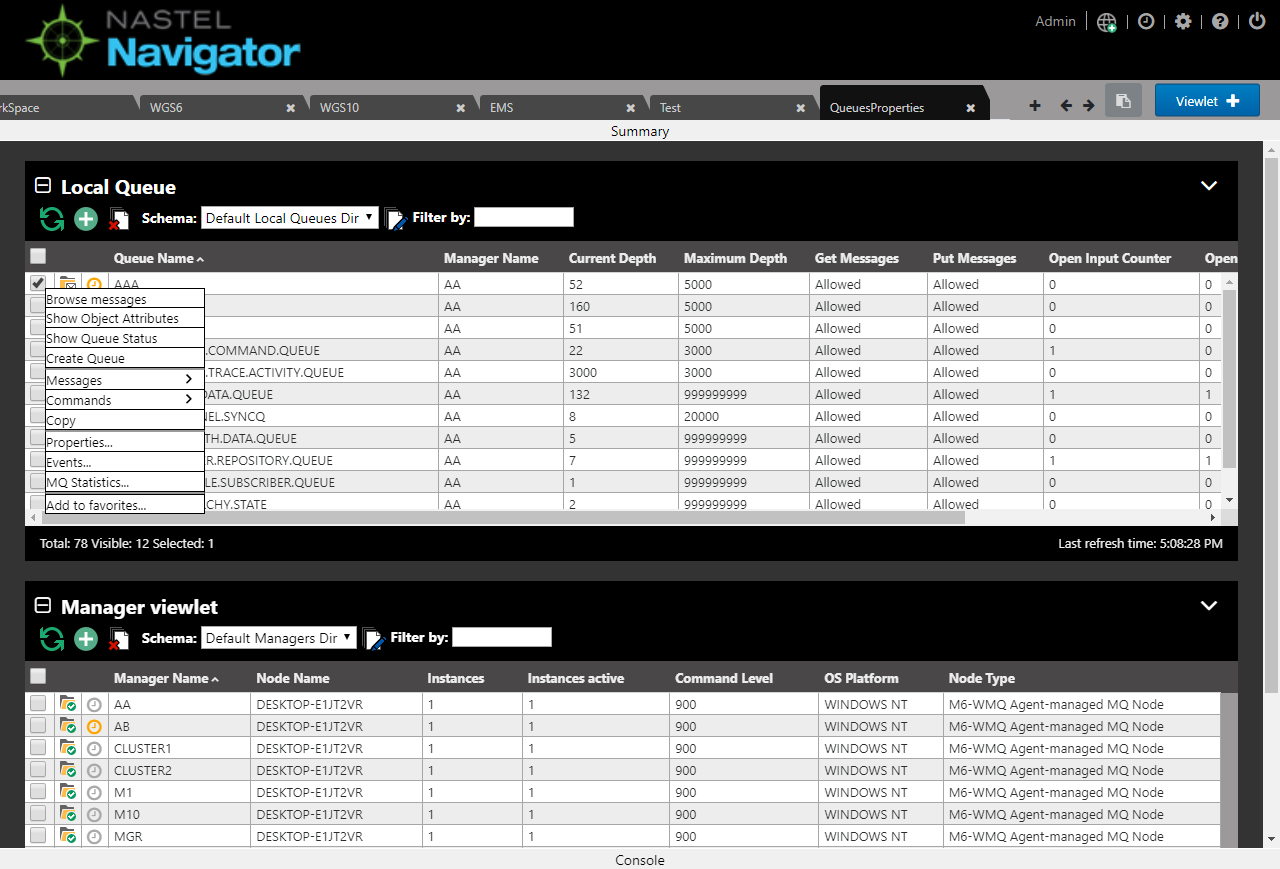 NASTEL
Navigator
Admin
rkSpace
WGS6
WGS10
EMS
Test
QueuesProperties
Viewlet
Summary
Local Queue
Schema: Default Local Queues Dir Filter by:
Queue Name Manager Name Current Depth Maximum Depth Get Messages Put Messages Open Input Counter Open
AAA AA 52 5000 Allowed Allowed 0 0
AA 160 5000 Allowed Allowed 0 0
AA 51 5000 Allowed Allowed 0 0
.COMMAND.QUEUE AA 22 3000 Allowed Allowed 1 0
.TRACE.ACTIVITY.QUEUE AA 3000 3000 Allowed Allowed 0 0
DATA.QUEUE AA 132 999999999 Allowed Allowed 1 1
NEL.SYNCQ AA 8 20000 Allowed Allowed 0 0
TH.DATA.QUEUE AA 5 999999999 Allowed Allowed 0 0
R.REPOSITORY.QUEUE AA 7 999999999 Allowed Allowed 1 1
LE.SUBSCRIBER.QUEUE AA 1 999999999 Allowed Allowed 0 0
CHY.STATE AA 2 999999999 Allowed Allowed 0 0
Browse messages
Show Object Attributes
Show Queue Status
Create Queue
Messages
Commands
Copy
Properties...
Events...
MQ Statistics...
Add to favorites...
Total: 78 Visible: 12 Selected: 1
Last refresh time: 5:08:28 PM
Manager viewlet
Schema: Default Managers Dir Filter by:
Manager Name Node Name Instances Instances active Command Level OS Platform Node Type
AA DESKTOP-E1JT2VR 1 1 900 WINDOWS NT M6-WMQ Agent-managed MQ Node
AB DESKTOP-E1JT2VR 1 1 900 WINDOWS NT M6-WMQ Agent-managed MQ Node
CLUSTER1 DESKTOP-E1JT2VR 1 1 900 WINDOWS NT M6-WMQ Agent-managed MQ Node
CLUSTER2 DESKTOP-E1JT2VR 1 1 900 WINDOWS NT M6-WMQ Agent-managed MQ Node
M1 DESKTOP-E1JT2VR 1 1 900 WINDOWS NT M6-WMQ Agent-managed MQ Node
M10 DESKTOP-E1JT2VR 1 1 900 WINDOWS NT M6-WMQ Agent-managed MQ Node
MGR DESKTOP-E1JT2VR 1 1 900 WINDOWS NT M6-WMQ Agent-managed MQ Node
Console